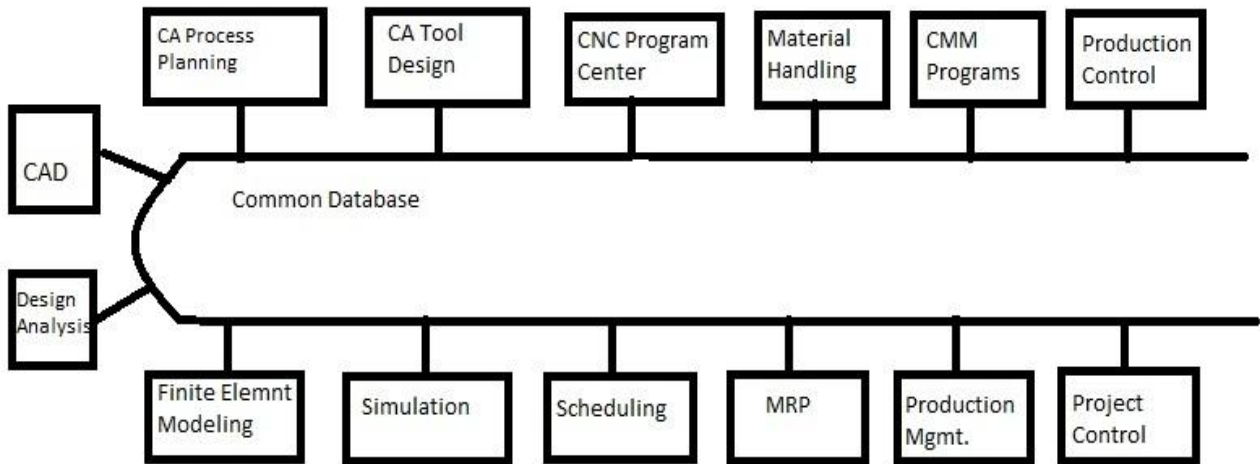 CA Process
Planning
CA Tool
Design
CNC Program
Center
Material
Handling
CMM
Programs
Production
Control
CAD
Common Database
Design
Analysis
Finite Elemnt
Modeling
Simulation
Scheduling
MRP
Production
Mgmt.
Project
Control